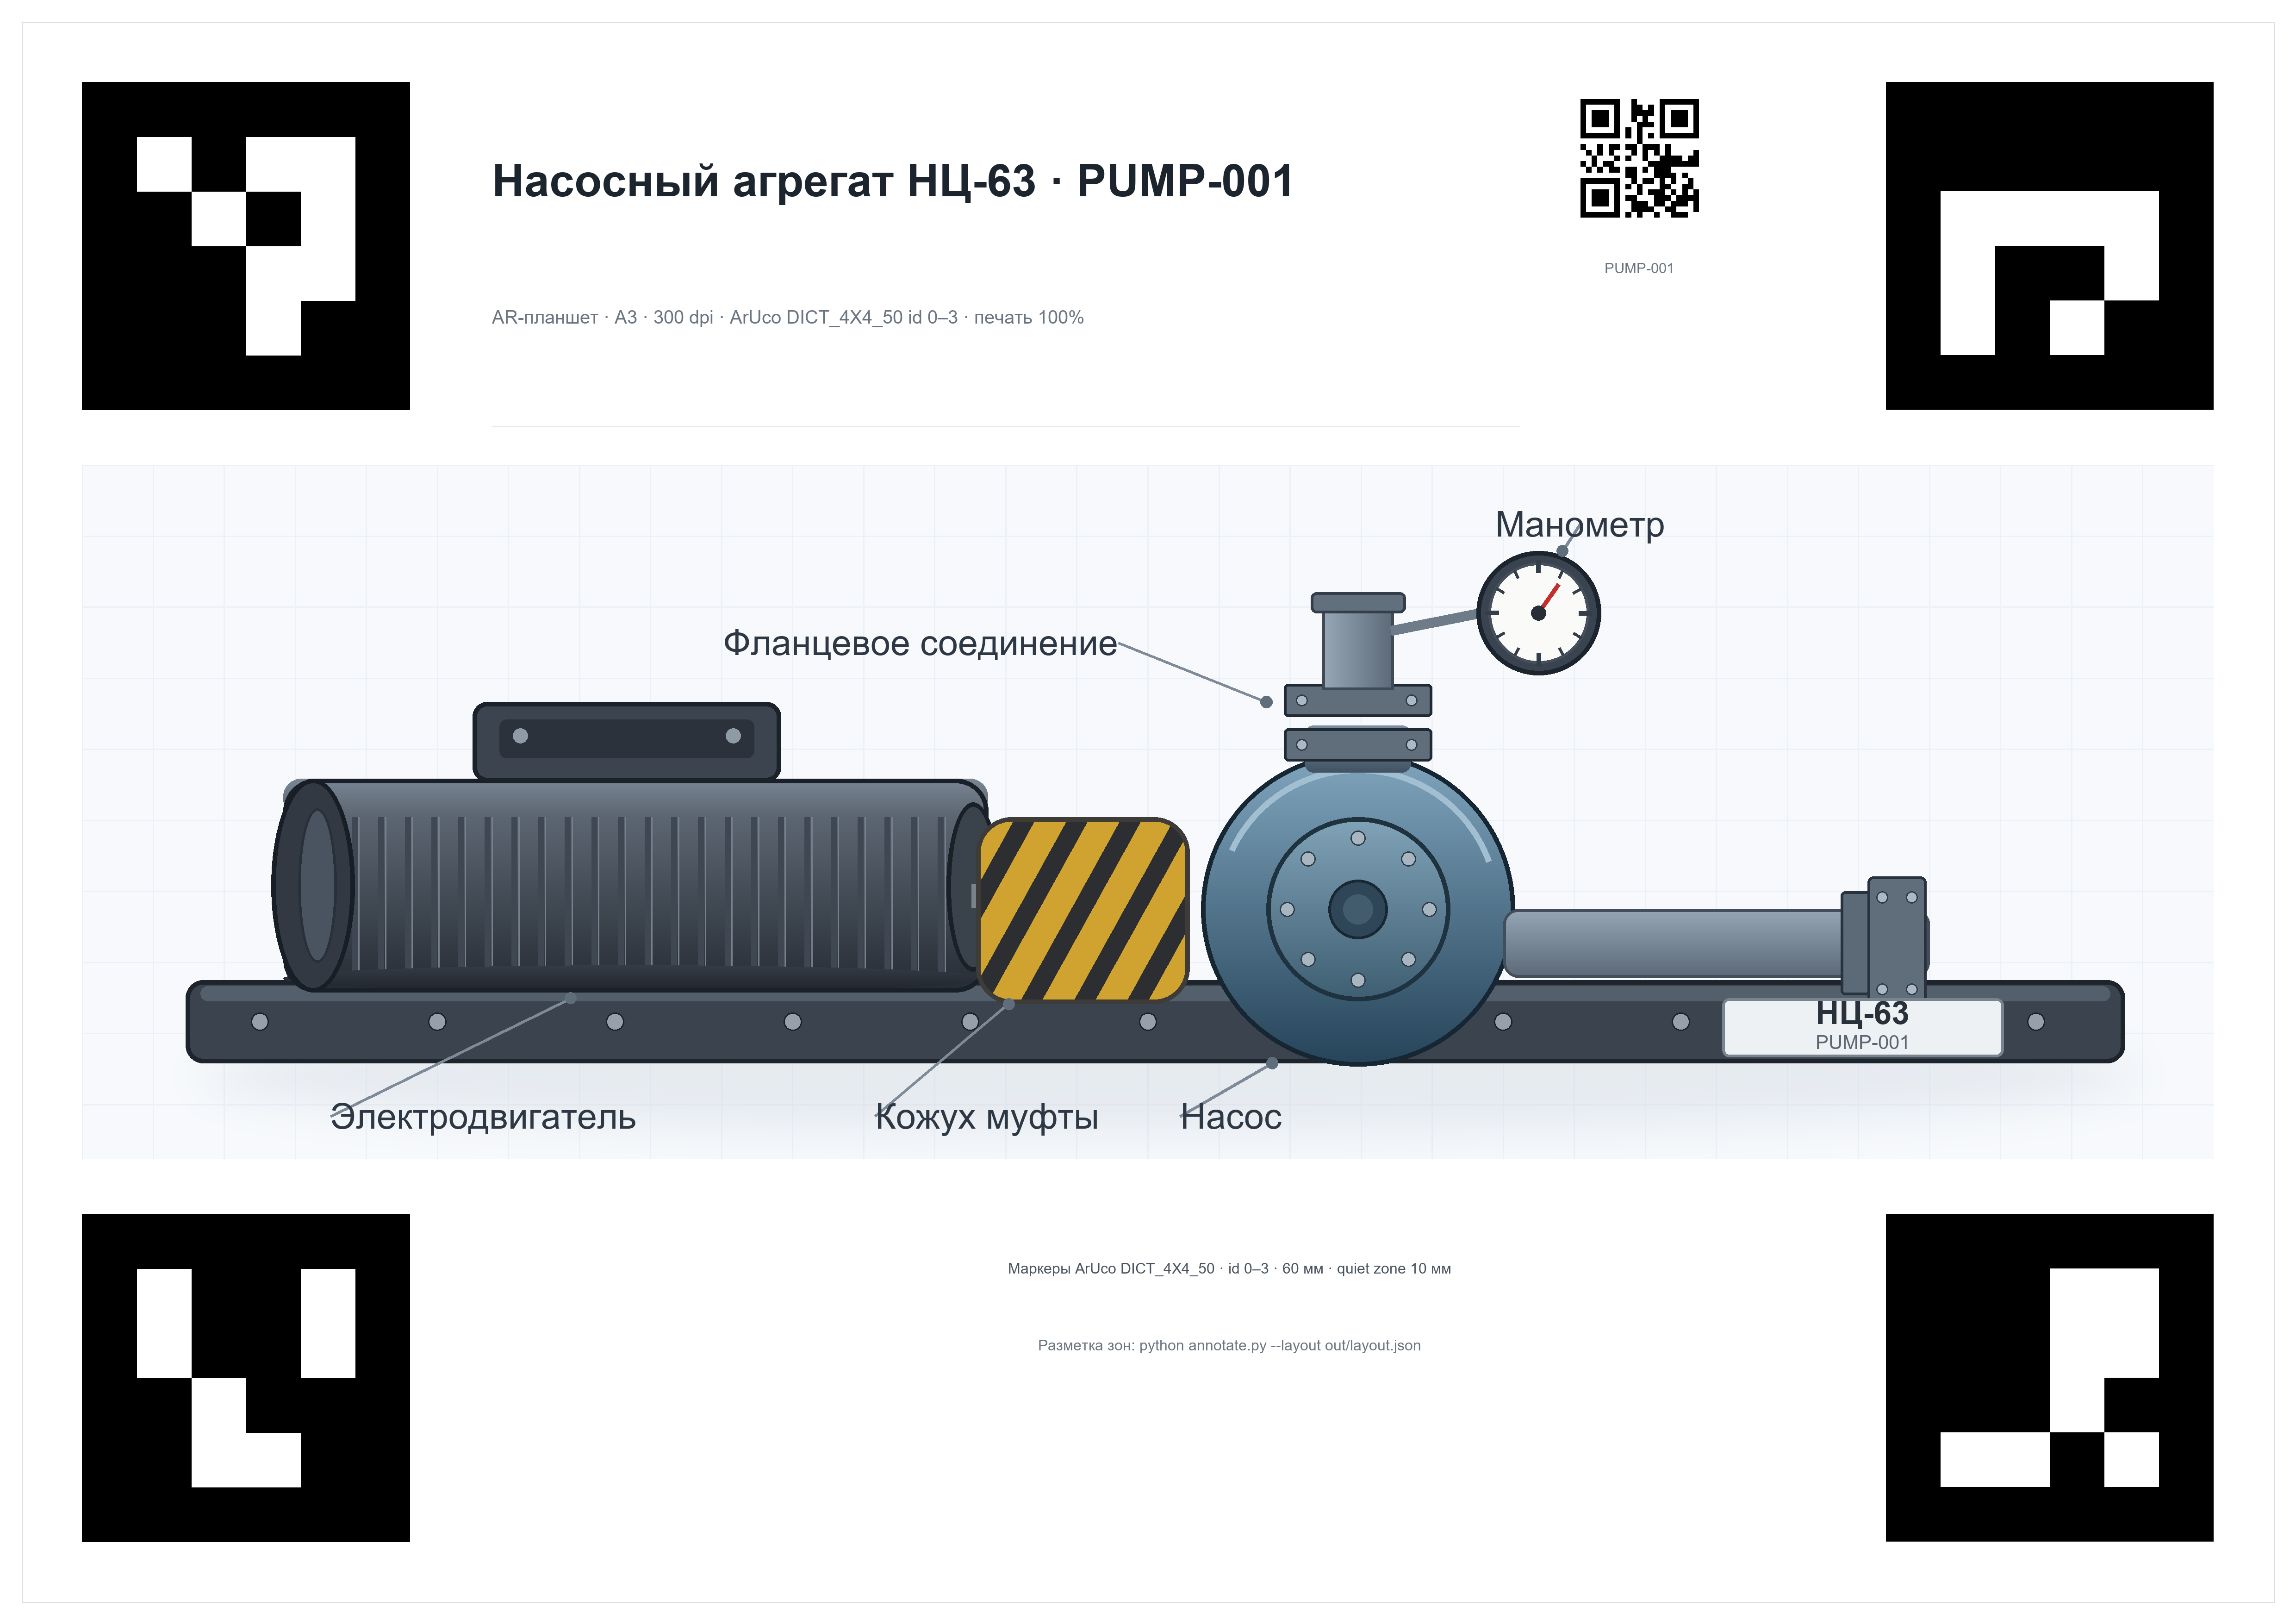 Насосный агрегат НЦ-63 · PUMP-001
PUMP-001
AR-планшет · A3 · 300 dpi · ArUco DICT_4X4_50 id 0–3 · печать 100%
Манометр
Фланцевое соединение
НЦ-63
PUMP-001
Электродвигатель
Кожух муфты
Насос
Маркеры ArUco DICT_4X4_50 · id 0–3 · 60 мм · quiet zone 10 мм
Разметка зон: python annotate.py --layout out/layout.json